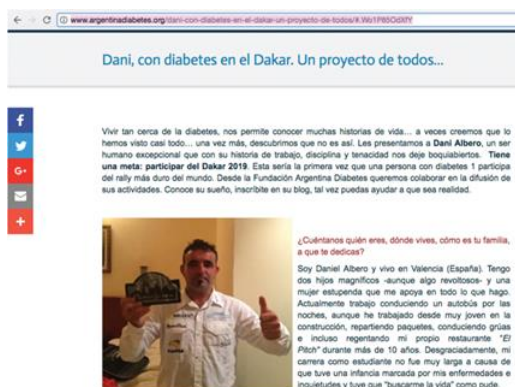 www.argentinadiabetes.org/dani-con-diabetes-en-el-dakar-un-proyecto-de-todos/#.Wo1P85OdXfY
Dani, con diabetes en el Dakar. Un proyecto de todos...
Vivir tan cerca de la diabetes, nos permite conocer muchas historias de vida… a veces creemos que lo
hemos visto casi todo… una vez más, descubrimos que no es así. Les presentamos a Dani Albero, un ser
humano excepcional que con su historia de trabajo, disciplina y tenacidad nos deje boquiabiertos. Tiene
una meta: participar del Dakar 2019. Esta sería la primera vez que una persona con diabetes 1 participa
del rally más duro del mundo. Desde la Fundación Argentina Diabetes queremos colaborar en la difusión de
sus actividades. Conoce su sueño, inscribite en su blog, tal vez puedas ayudar a que sea realidad.
¿Cuéntanos quién eres, dónde vives, cómo es tu familia,
a que te dedicas?
Soy Daniel Albero y vivo en Valencia (España). Tengo
dos hijos magníficos -aunque algo revoltosos- y una
mujer estupenda que me apoya en todo lo que hago.
Actualmente trabajo conduciendo un autobús por las
noches, aunque he trabajado desde muy joven en la
construcción, repartiendo paquetes, conduciendo grúas
e incluso regentando mi propio restaurante "El
Pitch" durante más de 10 años. Desgraciadamente, mi
carrera como estudiante no fue muy larga a causa de
que tuve una infancia marcada por mis enfermedades e
inquietudes y tuve que "buscarme la vida" como pude.